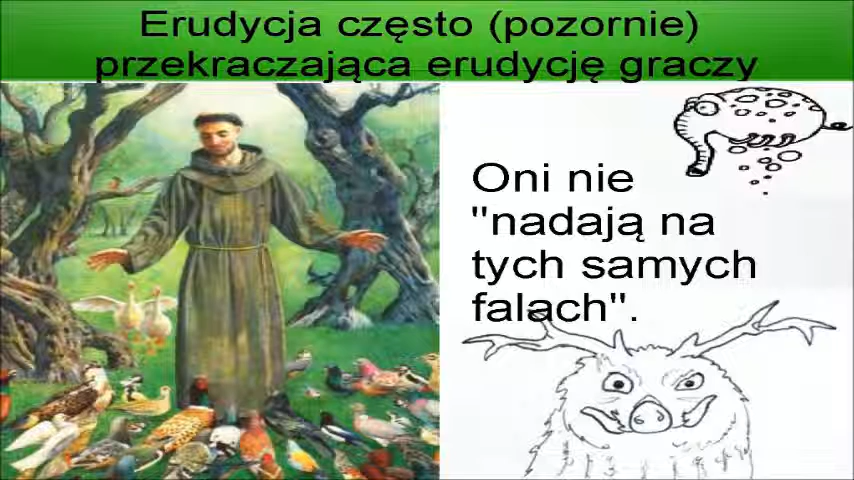 Erudycja często (pozornie)
przekraczająca erudycję graczy
Oni nie
"nadają na
tych samych
falach".